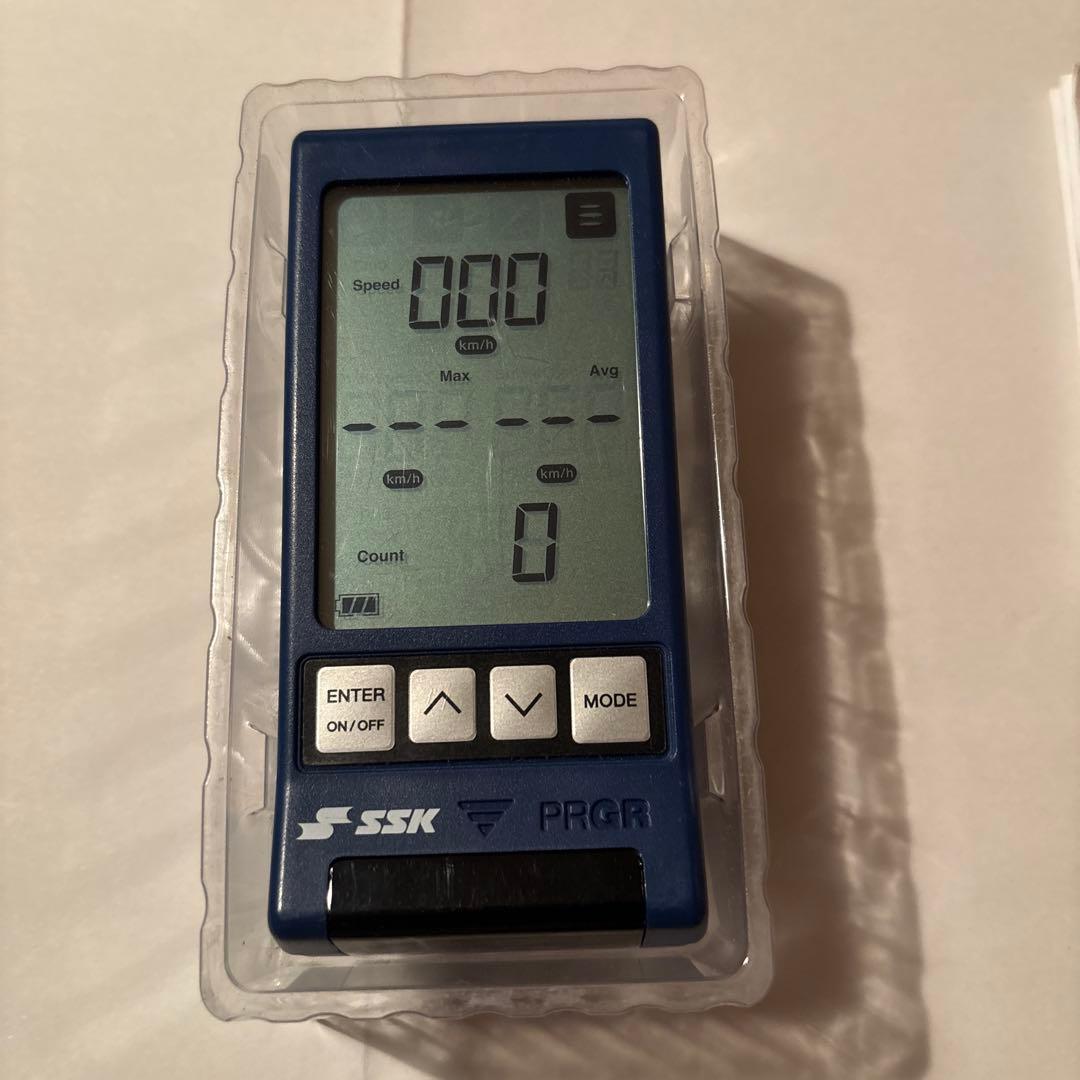 Speed 000
km/h
Max Avg
--- ---
km/h km/h
Count 0
ENTER
ON/OFF
MODE
SSK PRGR